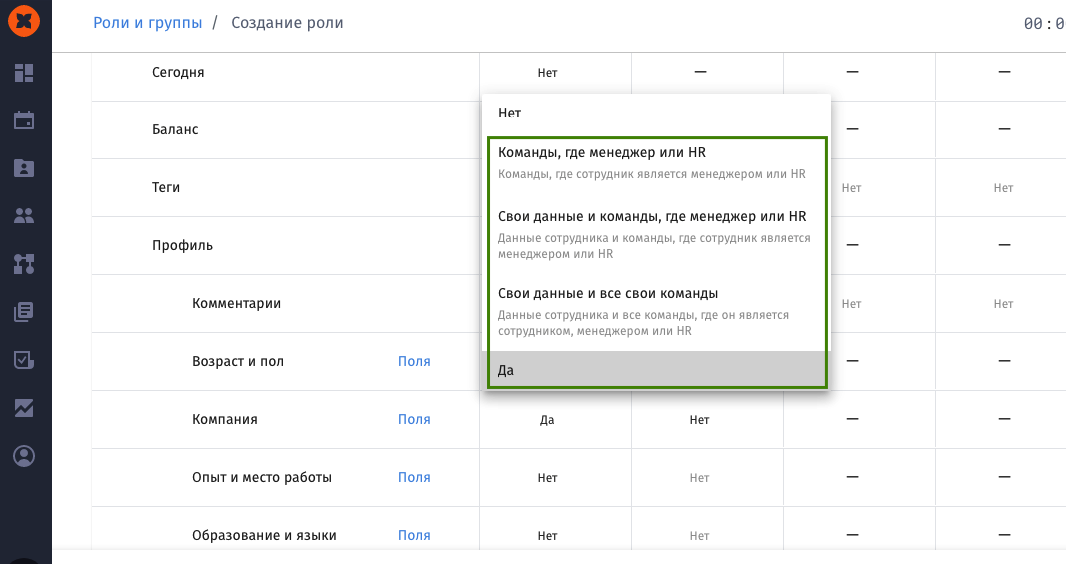 Роли и группы / Создание роли
00:0
Сегодня Нет — — —
Нет
Баланс — —
Команды, где менеджер или HR
Команды, где сотрудник является менеджером или HR
Теги Нет Нет
Свои данные и команды, где менеджер или HR
Данные сотрудника и команды, где сотрудник является
менеджером или HR
Профиль — —
Свои данные и все свои команды
Данные сотрудника и все команды, где он является
сотрудником, менеджером или HR
Комментарии Нет Нет
Да
Возраст и пол Поля — —
Компания Поля Да Нет — —
Опыт и место работы Поля Нет Нет — —
Образование и языки Поля Нет Нет — —